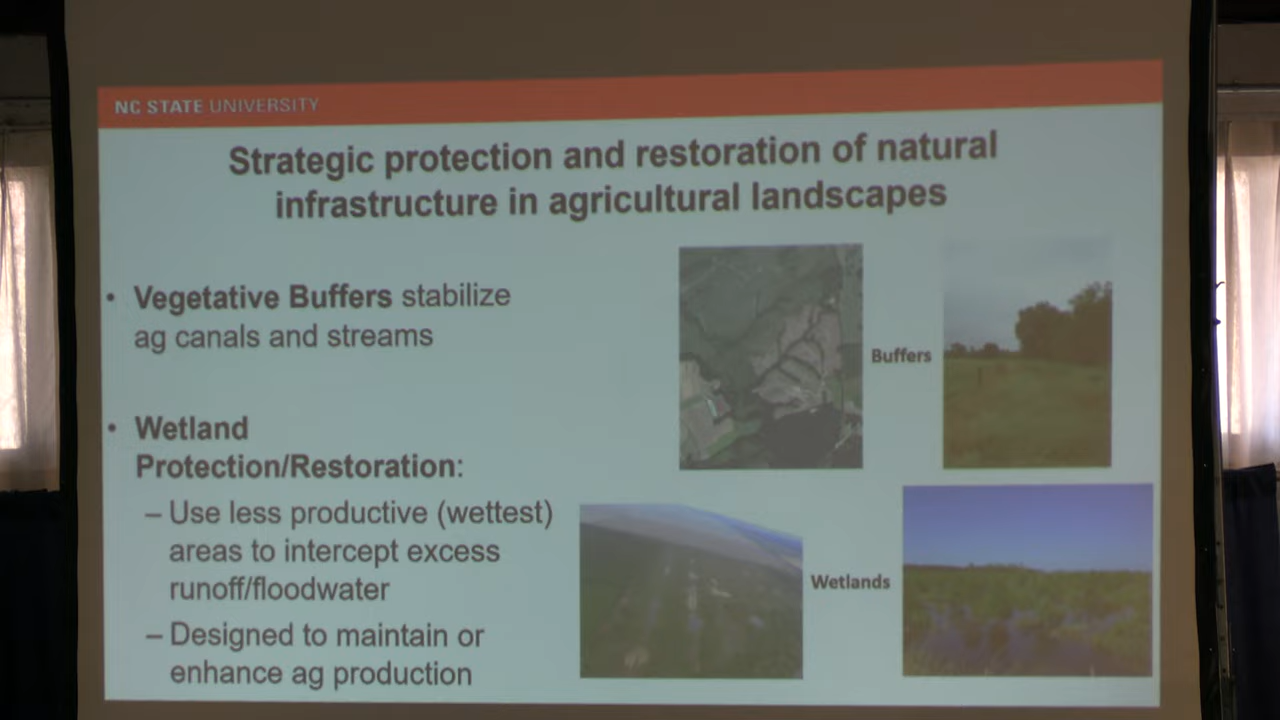 NC STATE UNIVERSITY
Strategic protection and restoration of natural
infrastructure in agricultural landscapes
• Vegetative Buffers stabilize
ag canals and streams
Buffers
• Wetland
Protection/Restoration:
– Use less productive (wettest)
areas to intercept excess
runoff/floodwater
– Designed to maintain or
enhance ag production
Wetlands